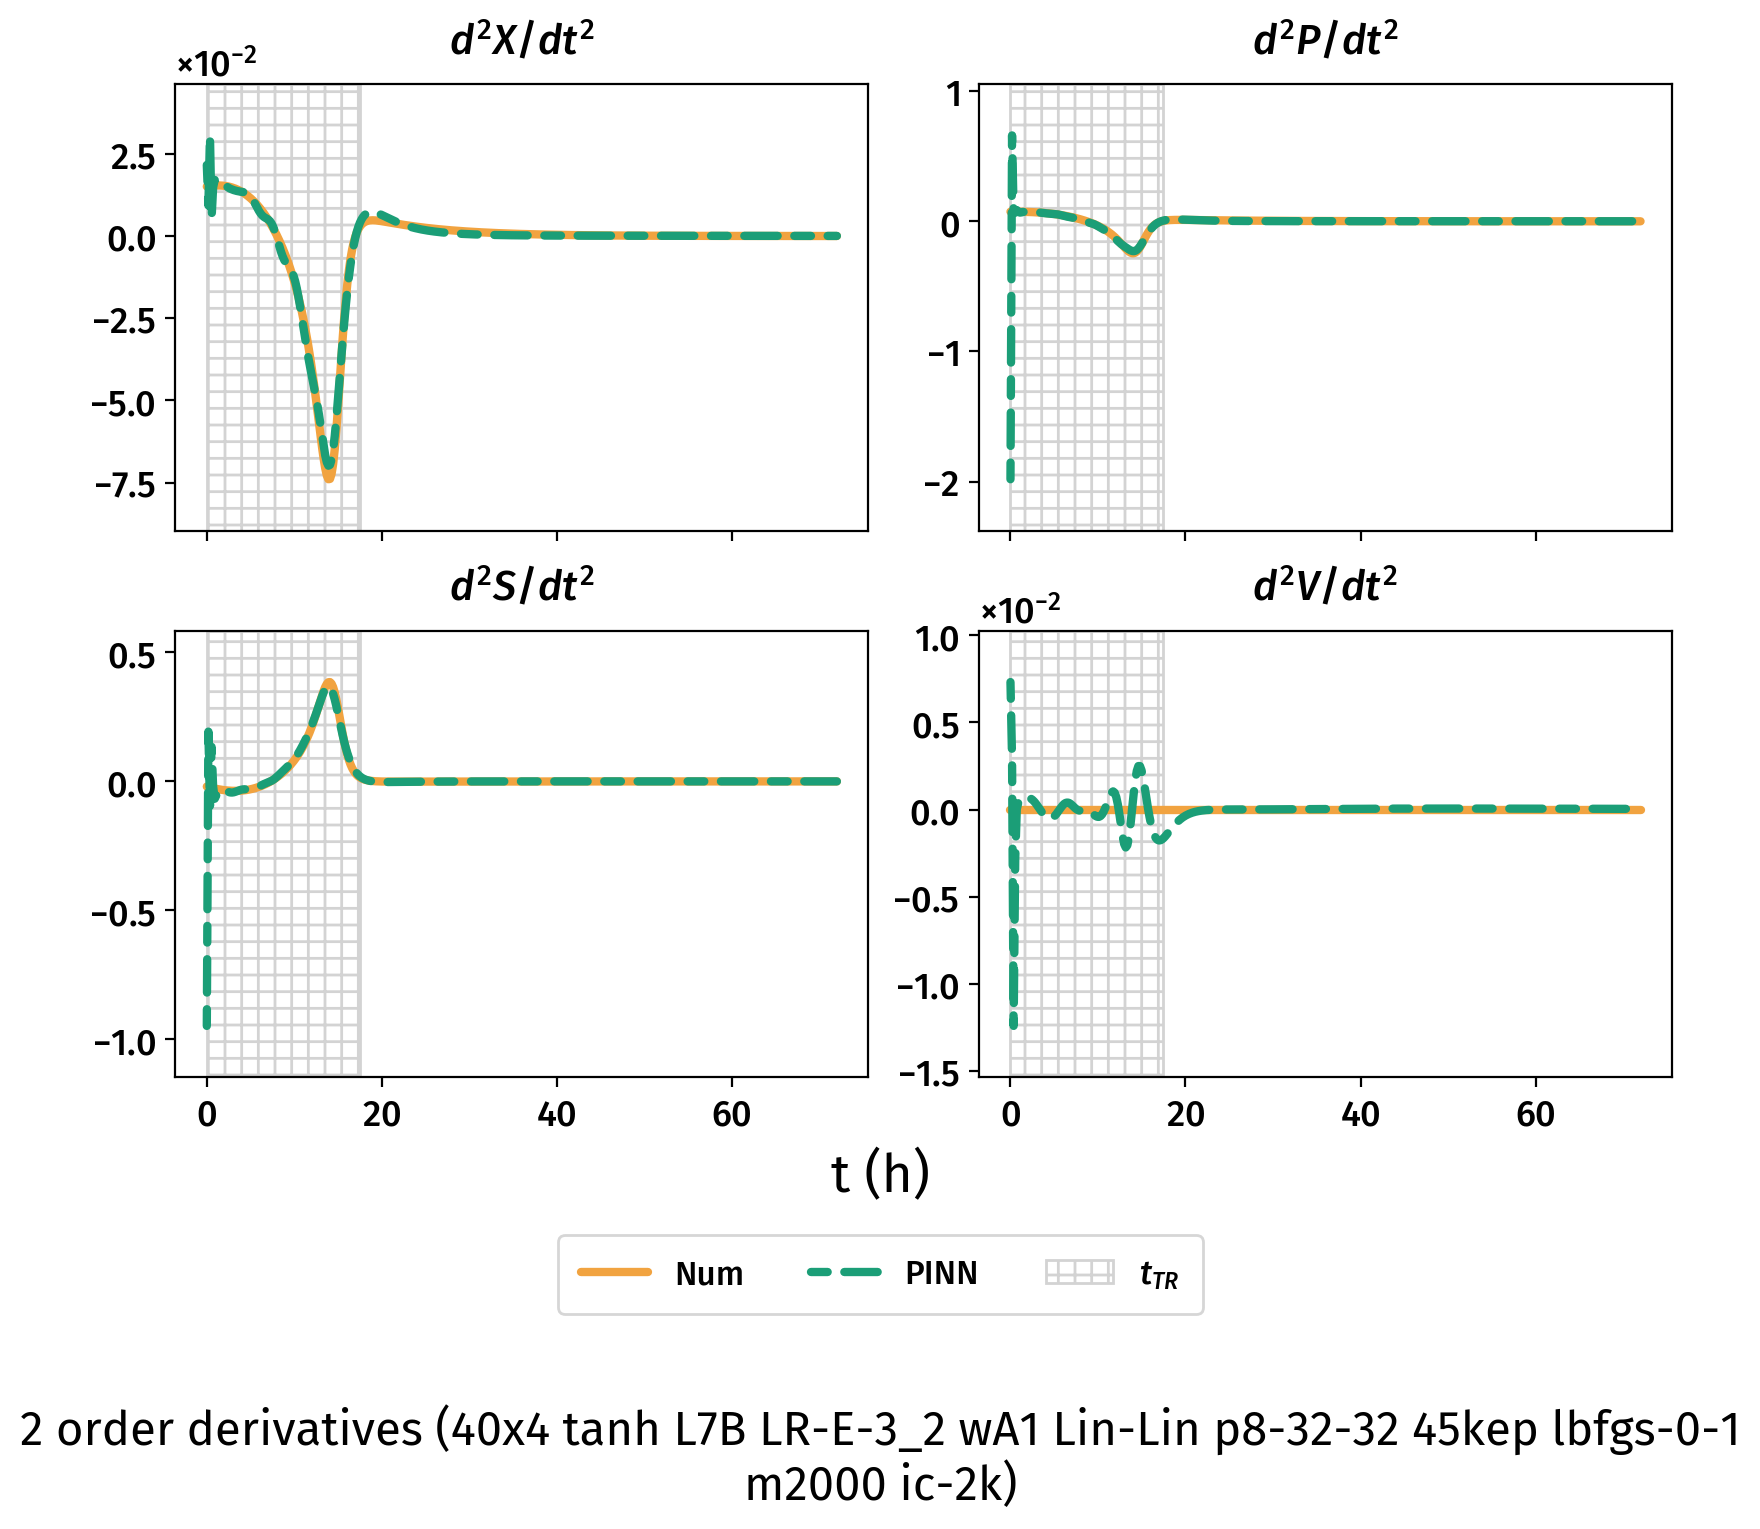 d²X/dt²
d²P/dt²
×10⁻²
2.5
0.0
−2.5
−5.0
−7.5
1
0
−1
−2
d²S/dt²
d²V/dt²
×10⁻²
0.5
0.0
−0.5
−1.0
1.0
0.5
0.0
−0.5
−1.0
−1.5
0 20 40 60
0 20 40 60
t (h)
Num PINN t_TR
2 order derivatives (40x4 tanh L7B LR-E-3_2 wA1 Lin-Lin p8-32-32 45kep lbfgs-0-1
m2000 ic-2k)